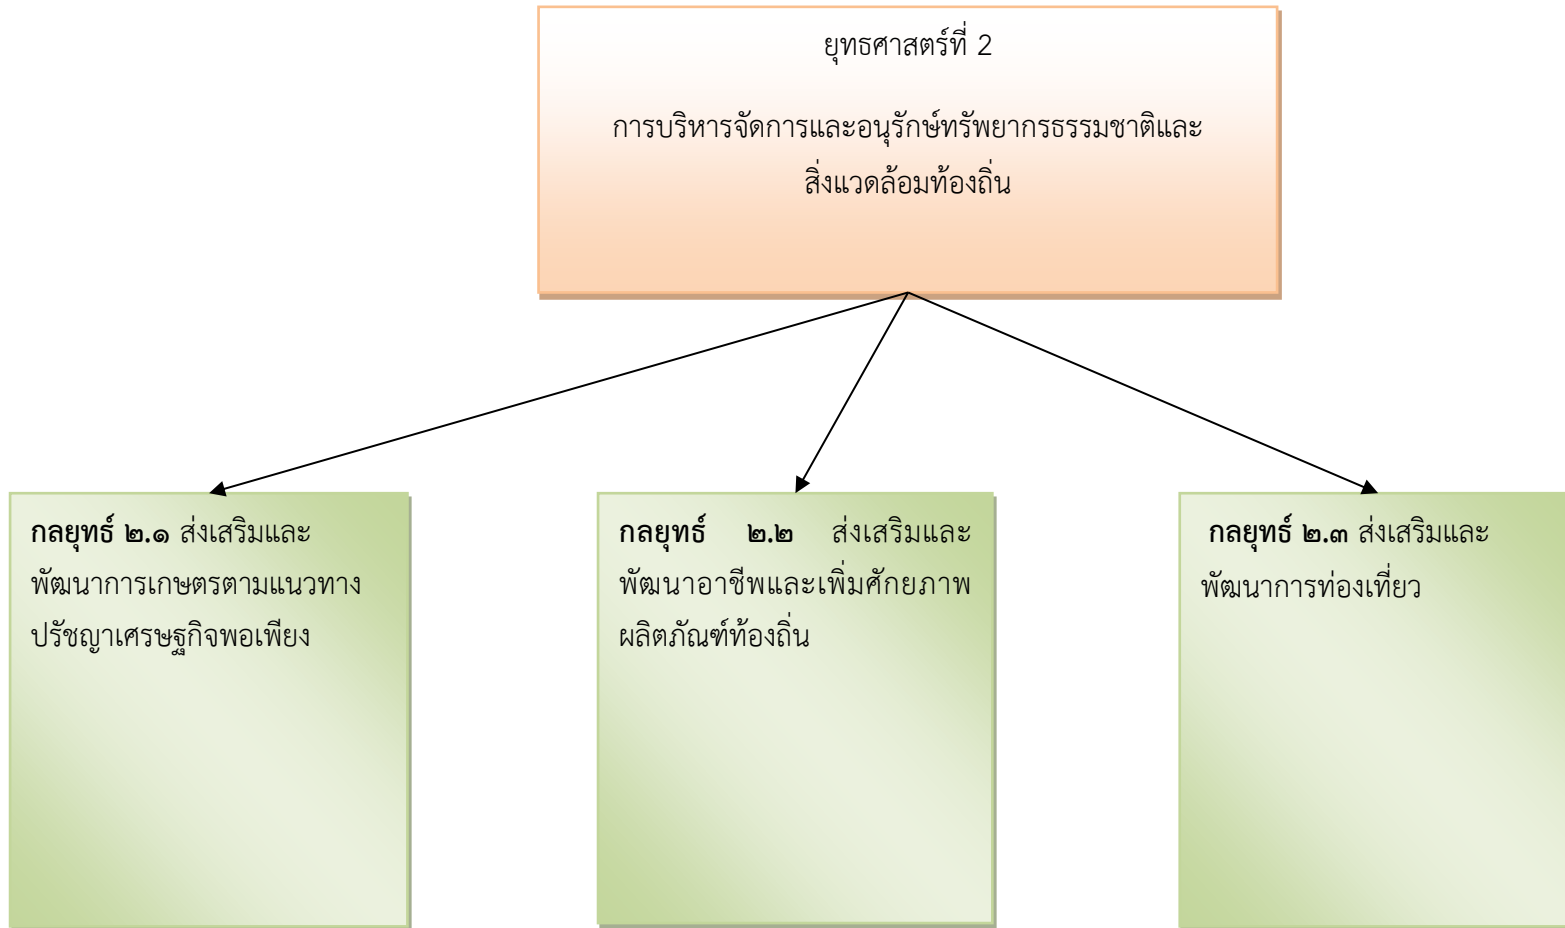 ยุทธศาสตร์ที่ 2
การบริหารจัดการและอนุรักษ์ทรัพยากรธรรมชาติและ
สิ่งแวดล้อมท้องถิ่น
กลยุทธ์ ๒.๑ ส่งเสริมและ
พัฒนาการเกษตรตามแนวทาง
ปรัชญาเศรษฐกิจพอเพียง
กลยุทธ์ ๒.๒ ส่งเสริมและ
พัฒนาอาชีพและเพิ่มศักยภาพ
ผลิตภัณฑ์ท้องถิ่น
กลยุทธ์ ๒.๓ ส่งเสริมและ
พัฒนาการท่องเที่ยว